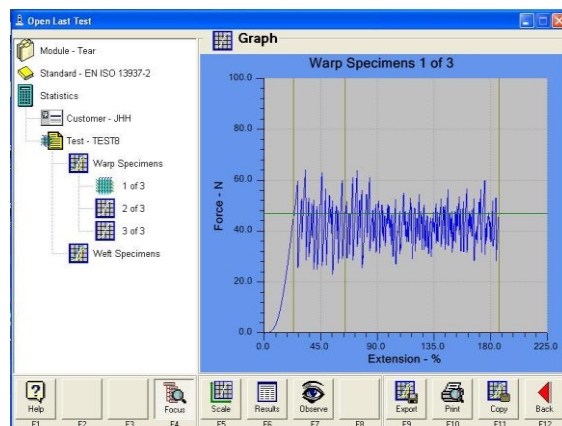 Open Last Test
Module - Tear
Standard - EN ISO 13937-2
Statistics
Customer - JHH
Test - TEST8
Warp Specimens
1 of 3
2 of 3
3 of 3
Weft Specimens
Graph
Warp Specimens 1 of 3
Force - N
100.0
80.0
60.0
40.0
20.0
0.0
0.0 45.0 90.0 135.0 180.0 225.0
Extension - %
Help Focus Scale Results Observe Export Print Copy Back
F1 F2 F3 F4 F5 F6 F7 F8 F9 F10 F11 F12